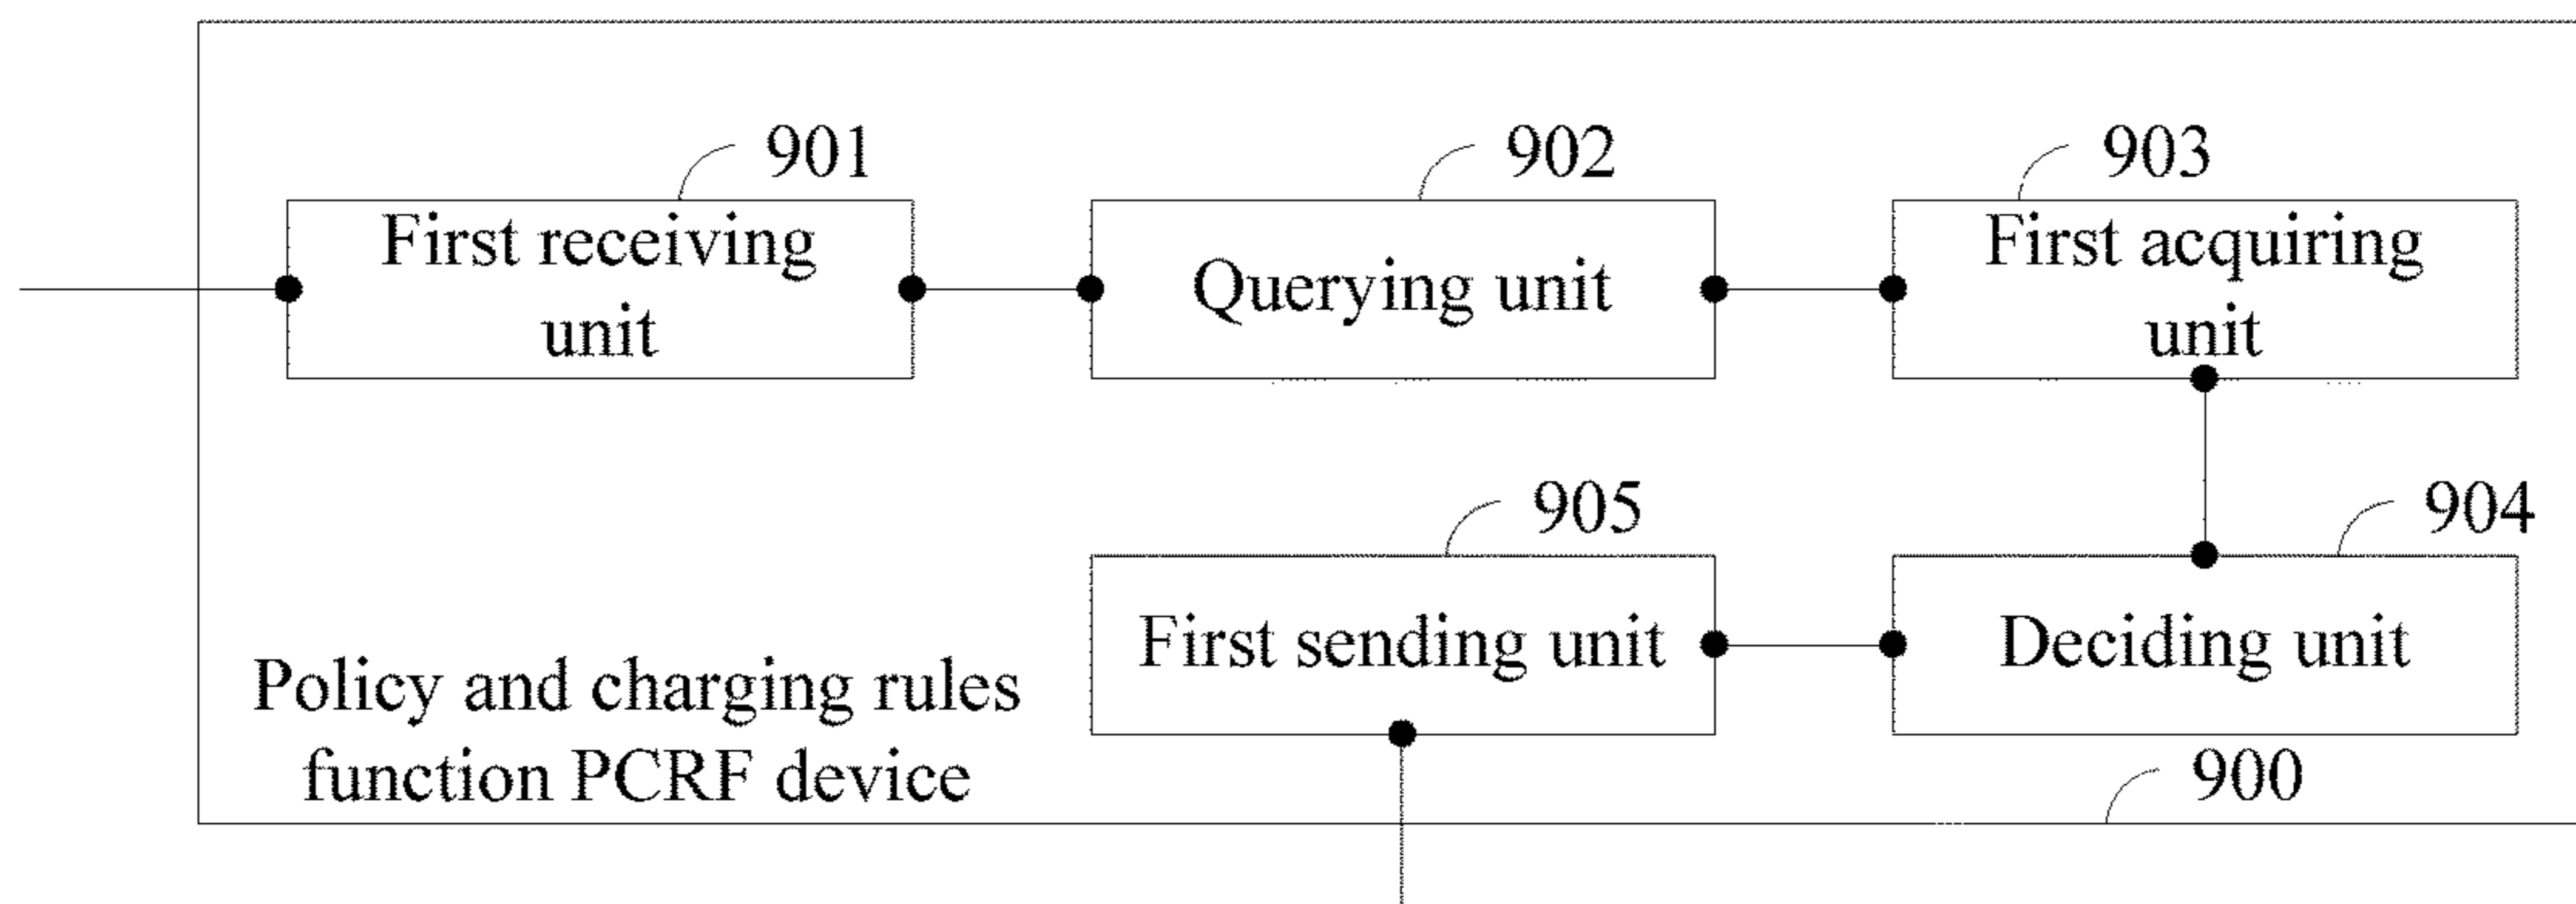 901
902
903
First receiving
unit
Querying unit
First acquiring
unit
905
904
First sending unit
Deciding unit
Policy and charging rules
function PCRF device
900